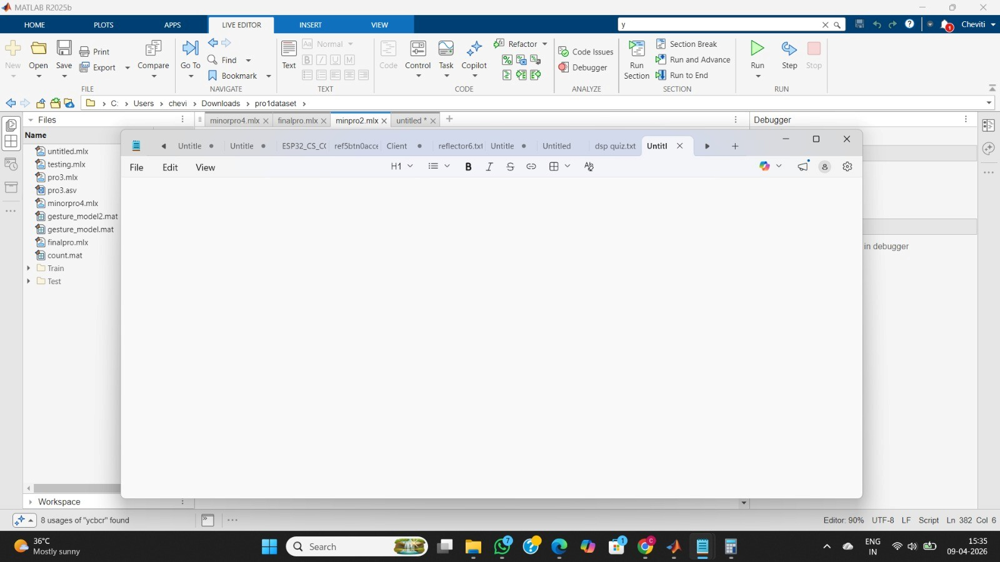 MATLAB R2025b
HOME PLOTS APPS LIVE EDITOR INSERT VIEW y Cheviti
New Open Save Print Export Compare
FILE
Go To Find Bookmark
NAVIGATE
Text Aa Normal
B I U M
TEXT
Code Control Task Copilot Refactor
CODE
Code Issues
Debugger
ANALYZE
Run Section Section Break
Run and Advance
Run to End
SECTION
Run Step Stop
RUN
C: › Users › chevi › Downloads › pro1dataset ›
Files
Name
untitled.mlx
testing.mlx
pro3.mlx
pro3.asv
minorpro4.mlx
gesture_model2.mat
gesture_model.mat
finalpro.mlx
count.mat
Train
Test
Workspace
minorpro4.mlx finalpro.mlx minpro2.mlx untitled *
Debugger
in debugger
Untitle Untitle ESP32_CS_CC ref5btn0acce Client reflector6.txt Untitle Untitled dsp quiz.txt Untitl
File Edit View H1 B I S 8
8 usages of "ycbcr" found
Editor: 90% UTF-8 LF Script Ln 382 Col 6
36°C
Mostly sunny
Search
7
1
C
ENG
IN
15:35
09-04-2026